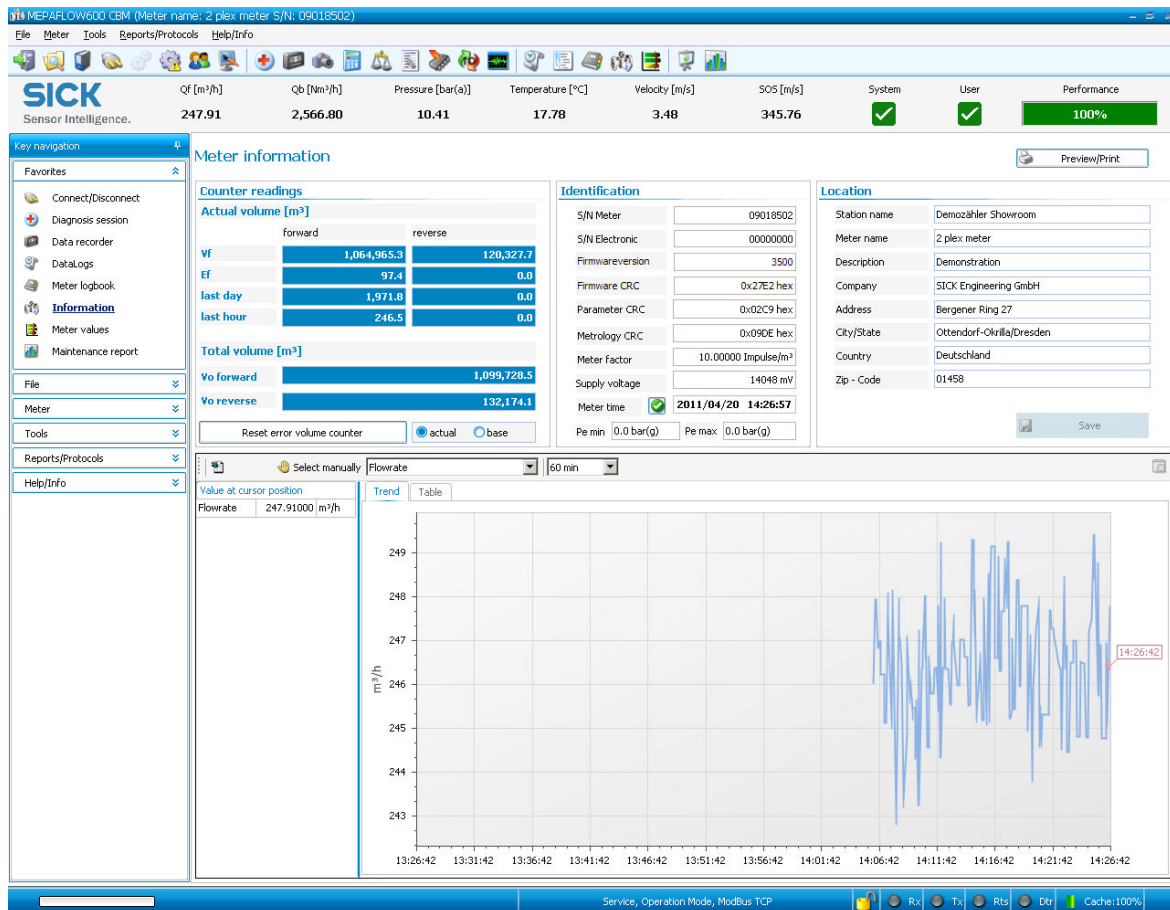 MEPAFLOW600 CBM (Meter name: 2 plex meter S/N: 09018502)
File Meter Tools Reports/Protocols Help/Info
SICK
Sensor Intelligence.
Qf [m³/h] Qb [Nm³/h] Pressure [bar(a)] Temperature [°C] Velocity [m/s] SOS [m/s] System User Performance
247.91 2,566.80 10.41 17.78 3.48 345.76 100%
Key navigation
Favorites
Connect/Disconnect
Diagnosis session
Data recorder
DataLogs
Meter logbook
Information
Meter values
Maintenance report
File
Meter
Tools
Reports/Protocols
Help/Info
Meter information
Preview/Print
Counter readings
Actual volume [m³]
forward reverse
Vf 1,064,965.3 120,327.7
Ef 97.4 0.0
last day 1,971.8 0.0
last hour 246.5 0.0
Total volume [m³]
Vo forward 1,099,728.5
Vo reverse 132,174.1
Reset error volume counter actual base
Identification
S/N Meter 09018502
S/N Electronic 00000000
Firmwareversion 3500
Firmware CRC 0x27E2 hex
Parameter CRC 0x02C9 hex
Metrology CRC 0x09DE hex
Meter factor 10.00000 Impulse/m³
Supply voltage 14048 mV
Meter time 2011/04/20 14:26:57
Pe min 0.0 bar(g) Pe max 0.0 bar(g)
Location
Station name Demozähler Showroom
Meter name 2 plex meter
Description Demonstration
Company SICK Engineering GmbH
Address Bergener Ring 27
City/State Ottendorf-Okrilla/Dresden
Country Deutschland
Zip - Code 01458
Save
Select manually Flowrate 60 min
Value at cursor position
Flowrate 247.91000 m³/h
Trend Table
249
248
247
246
245
244
243
m³/h
14:26:42
13:26:42 13:31:42 13:36:42 13:41:42 13:46:42 13:51:42 13:56:42 14:01:42 14:06:42 14:11:42 14:16:42 14:21:42 14:26:42
Service, Operation Mode, ModBus TCP Rx Tx Rts Dtr Cache:100%